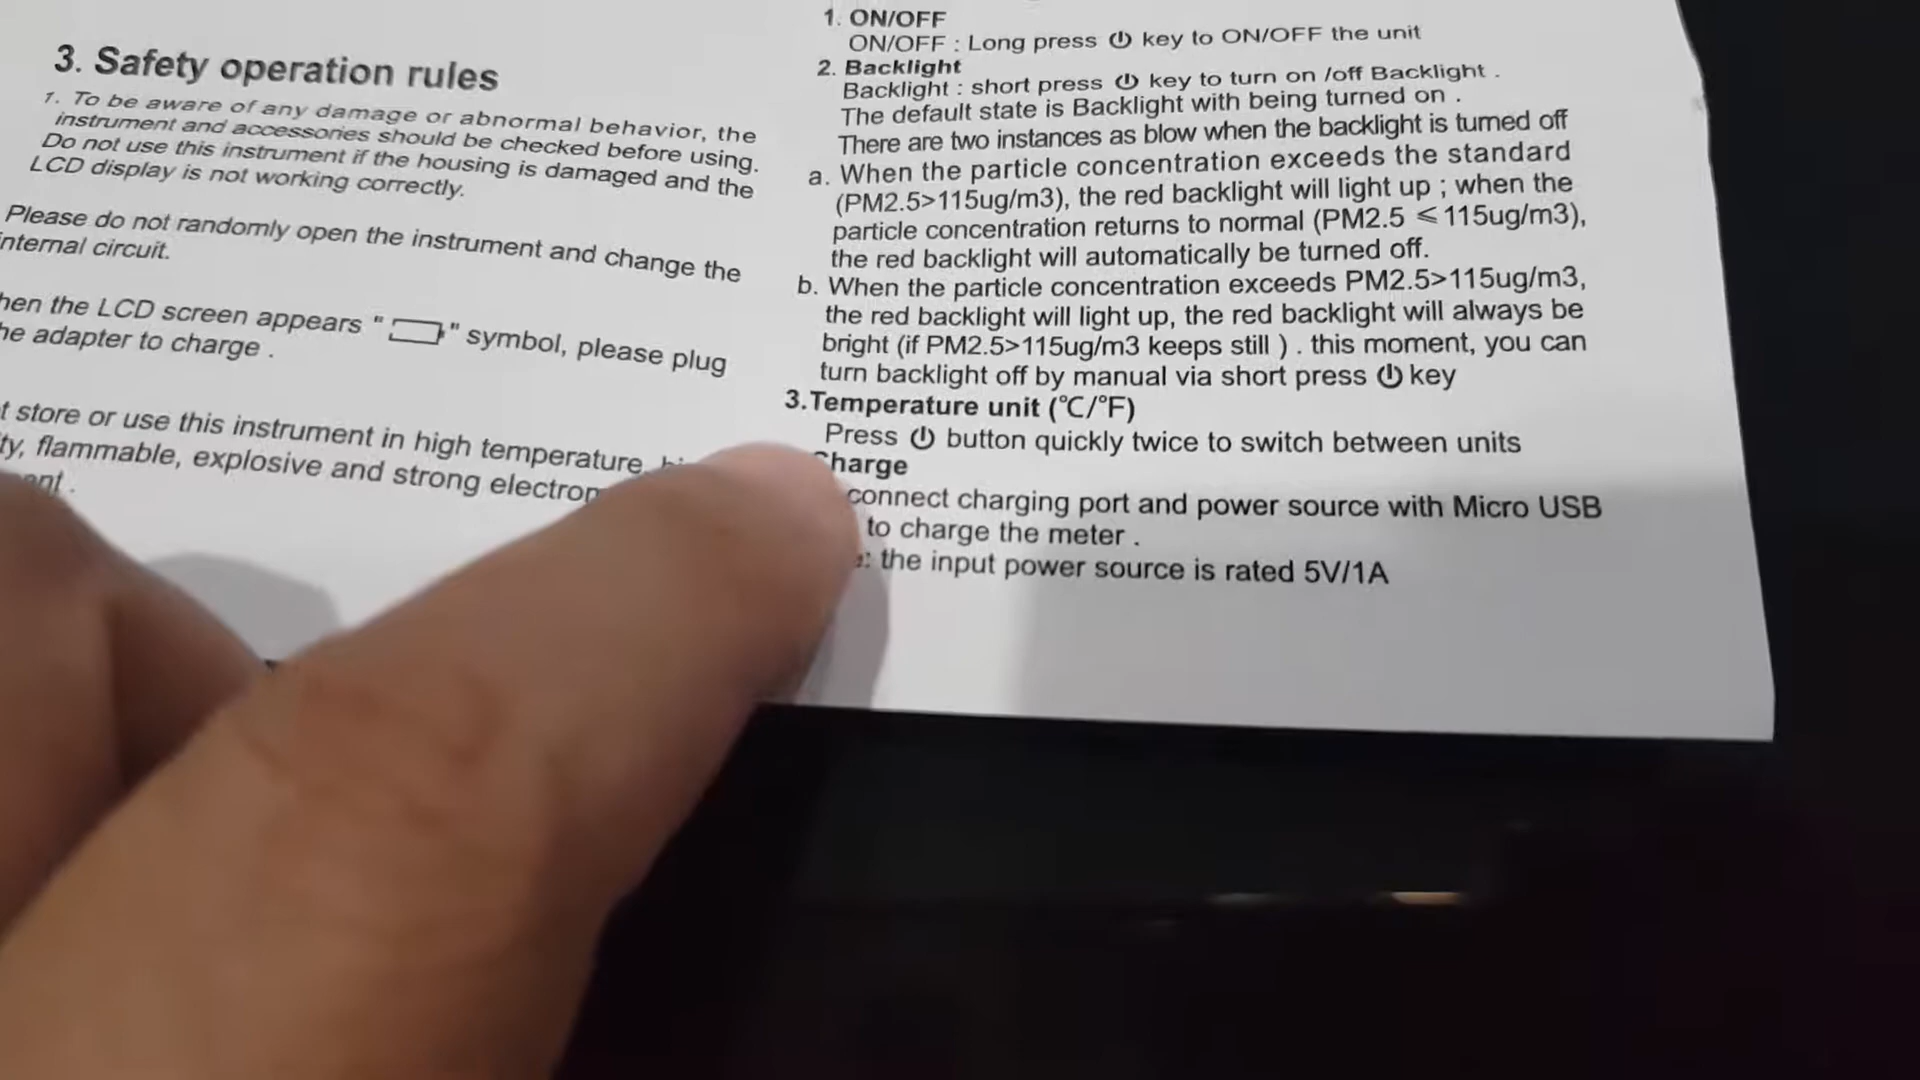 3. Safety operation rules
1. To be aware of any damage or abnormal behavior, the
instrument and accessories should be checked before using.
Do not use this instrument if the housing is damaged and the
LCD display is not working correctly.
Please do not randomly open the instrument and change the
internal circuit.
hen the LCD screen appears " " symbol, please plug
he adapter to charge .
t store or use this instrument in high temperature,
ty, flammable, explosive and strong electrom
ent .
1. ON/OFF
ON/OFF : Long press ⏻ key to ON/OFF the unit
2. Backlight
Backlight : short press ⏻ key to turn on /off Backlight .
The default state is Backlight with being turned on .
There are two instances as blow when the backlight is turned off
a. When the particle concentration exceeds the standard
(PM2.5>115ug/m3), the red backlight will light up ; when the
particle concentration returns to normal (PM2.5 ⩽115ug/m3),
the red backlight will automatically be turned off.
b. When the particle concentration exceeds PM2.5>115ug/m3,
the red backlight will light up, the red backlight will always be
bright (if PM2.5>115ug/m3 keeps still ) . this moment, you can
turn backlight off by manual via short press ⏻ key
3.Temperature unit (℃/℉)
Press ⏻ button quickly twice to switch between units
Charge
connect charging port and power source with Micro USB
to charge the meter .
: the input power source is rated 5V/1A